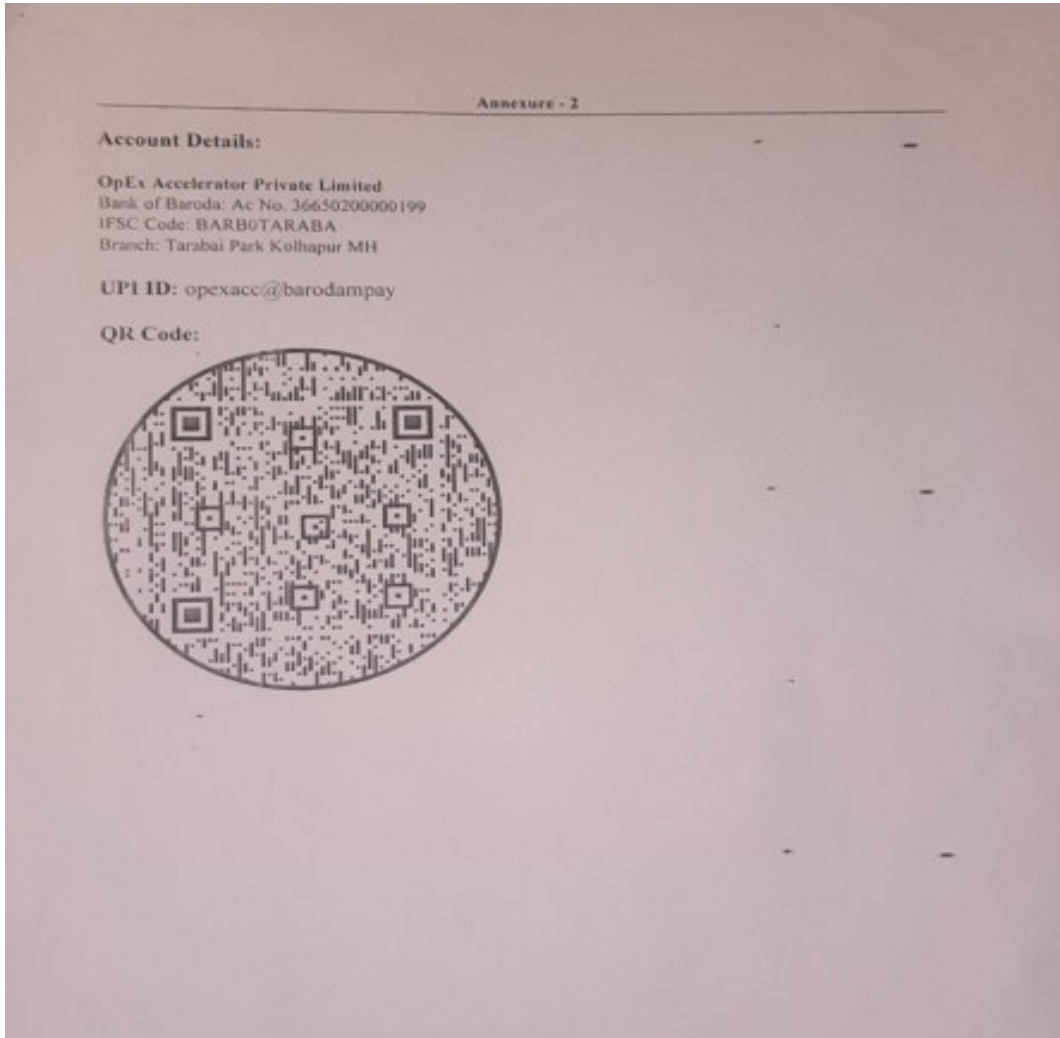 Annexure - 2
Account Details:
OpEx Accelerator Private Limited
Bank of Baroda: Ac No. 36650200000199
IFSC Code: BARB0TARABA
Branch: Tarabai Park Kolhapur MH
UPI ID: opexacc@barodampay
QR Code: